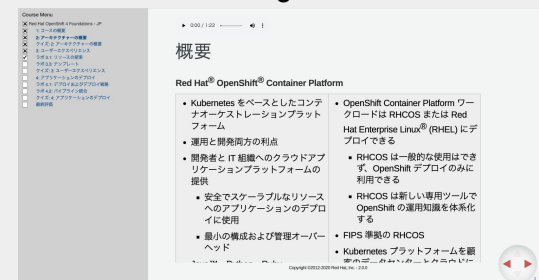 Course Menu
Red Hat OpenShift 4 Foundations - JP
1: コースの概要
2: アーキテクチャーの概要
クイズ: 2: アーキテクチャーの概要
3: ユーザーエクスペリエンス
ラボ 3.1: リソースの要求
ラボ 3.2: テンプレート
クイズ: 3: ユーザーエクスペリエンス
4: アプリケーションのデプロイ
ラボ 4.2: パイプライン統合
クイズ: 4: アプリケーションのデプロイ
最終評価
0:00 / 1:22
概要
Red Hat® OpenShift® Container Platform
• Kubernetes をベースとしたコンテ
ナオーケストレーションプラット
フォーム
• 運用と開発両方の利点
• 開発者と IT 組織へのクラウドアプ
リケーションプラットフォームの
提供
▪ 安全でスケーラブルなリソース
へのアプリケーションのデプロ
イに使用
▪ 最小の構成および管理オーバー
ヘッド
• OpenShift Container Platform ワー
クロードは RHCOS または Red
Hat Enterprise Linux® (RHEL) にデ
プロイできる
▪ RHCOS は一般的な使用はでき
ず、OpenShift デプロイのみに
利用できる
▪ RHCOS は新しい専用ツールで
OpenShift の運用知識を体系化
する
• FIPS 準拠の RHCOS
• Kubernetes プラットフォームを顧
客のデータセンターとクラウドに
Copyright ©2012-2020 Red Hat, Inc. - 2.0.0